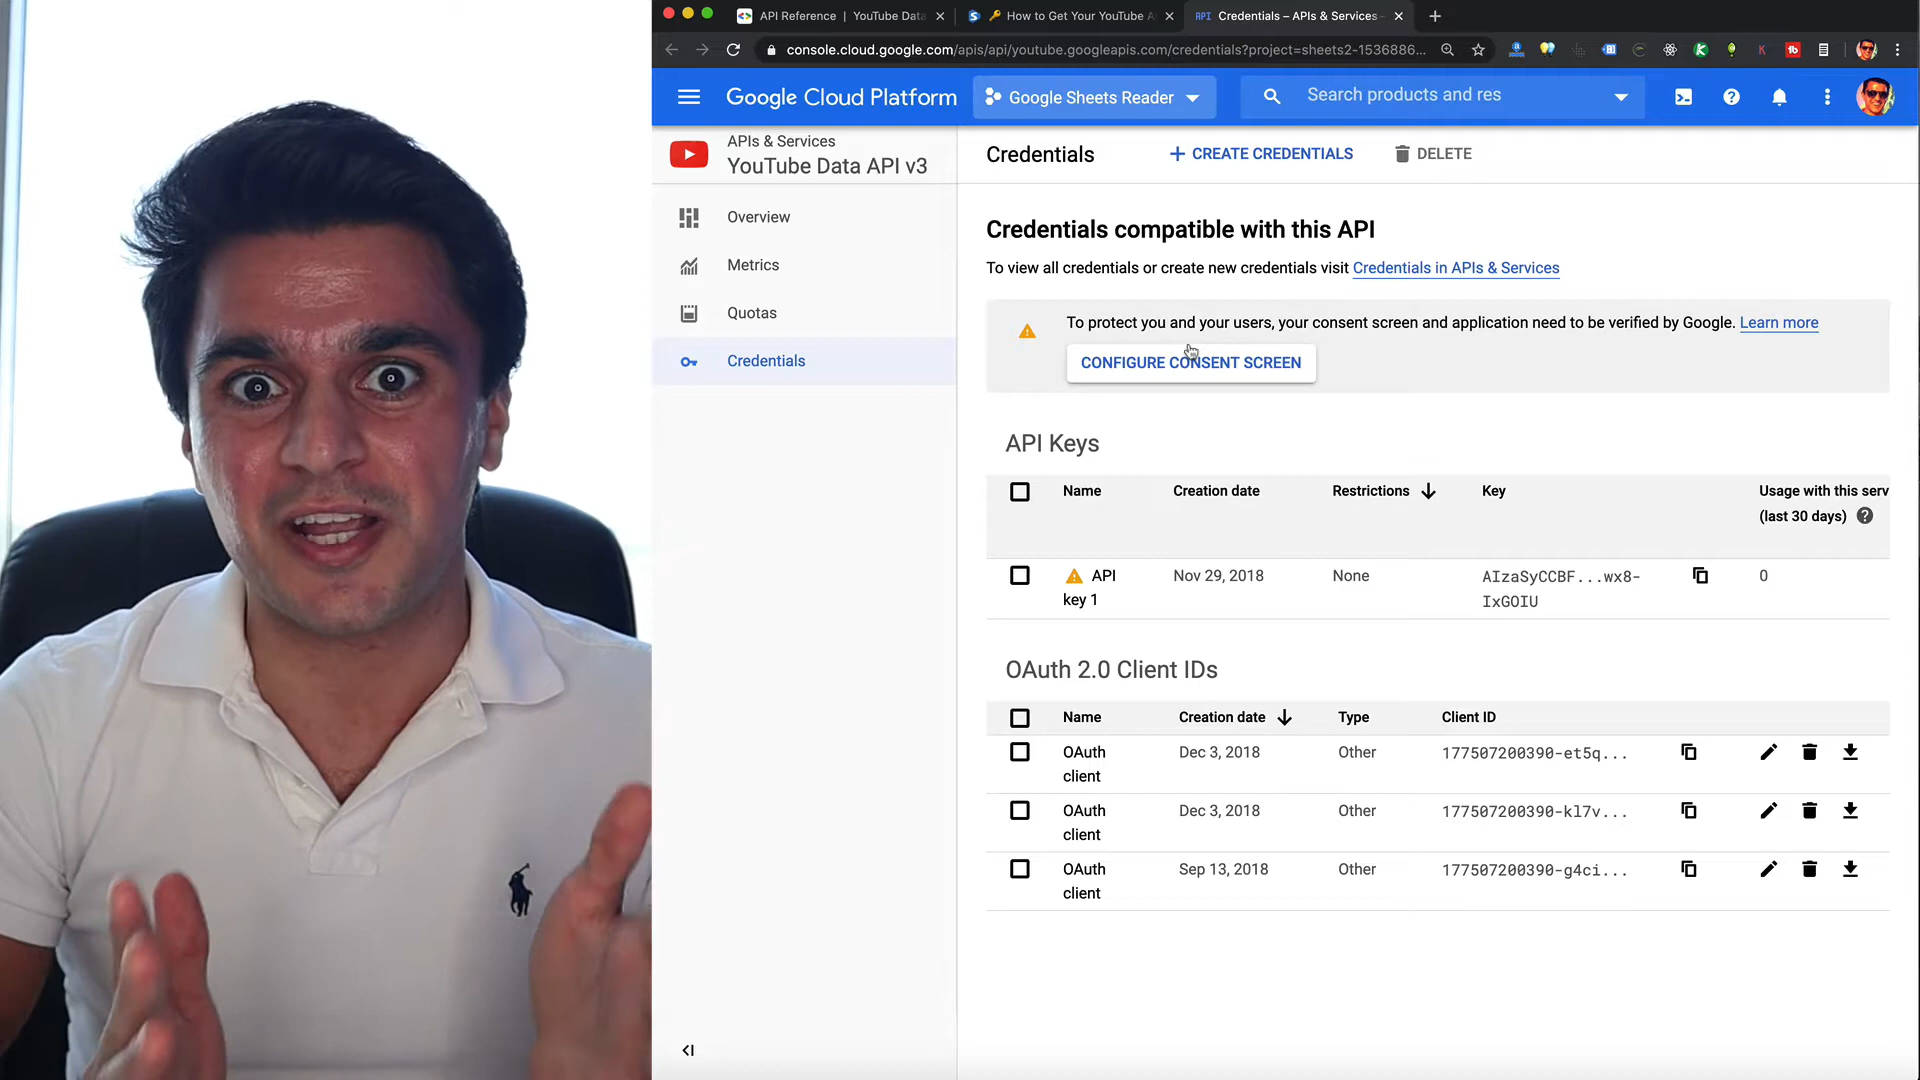 API Reference | YouTube Data
How to Get Your YouTube A
API Credentials – APIs & Services –
console.cloud.google.com/apis/api/youtube.googleapis.com/credentials?project=sheets2-1536886...
Google Cloud Platform
Google Sheets Reader
Search products and res
APIs & Services
YouTube Data API v3
Overview
Metrics
Quotas
Credentials
Credentials
CREATE CREDENTIALS
DELETE
Credentials compatible with this API
To view all credentials or create new credentials visit Credentials in APIs & Services
To protect you and your users, your consent screen and application need to be verified by Google. Learn more
CONFIGURE CONSENT SCREEN
API Keys
Name Creation date Restrictions Key Usage with this serv
(last 30 days)
API Nov 29, 2018 None AIzaSyCCBF...wx8- 0
key 1 IxGOIU
OAuth 2.0 Client IDs
Name Creation date Type Client ID
OAuth Dec 3, 2018 Other 177507200390-et5q...
client
OAuth Dec 3, 2018 Other 177507200390-kl7v...
client
OAuth Sep 13, 2018 Other 177507200390-g4ci...
client